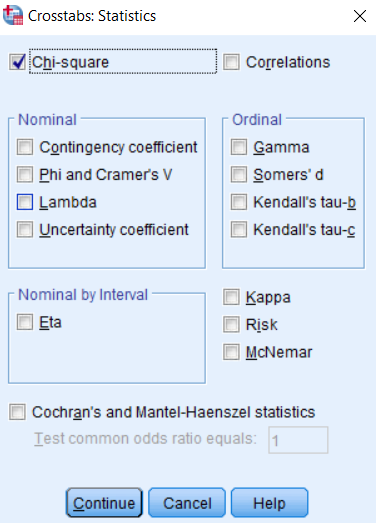 Crosstabs: Statistics
Chi-square
Correlations
Nominal
Contingency coefficient
Phi and Cramer's V
Lambda
Uncertainty coefficient
Ordinal
Gamma
Somers' d
Kendall's tau-b
Kendall's tau-c
Nominal by Interval
Eta
Kappa
Risk
McNemar
Cochran's and Mantel-Haenszel statistics
Test common odds ratio equals: 1
Continue Cancel Help